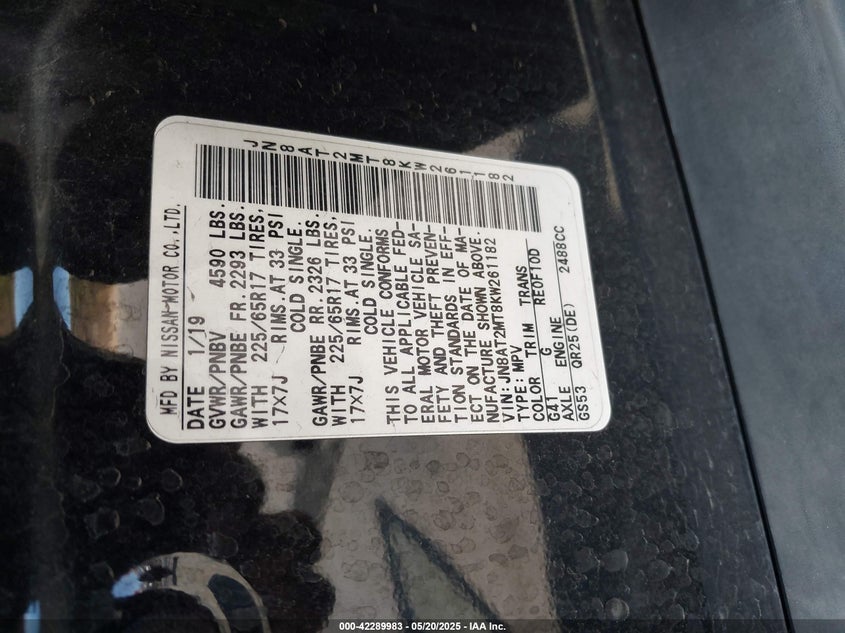 JN8AT2MT8KW261182
MFD BY NISSAN MOTOR CO.,LTD.
DATE 1/19
GVWR/PNBV 4590 LBS.
GAWR/PNBE FR. 2293 LBS.
WITH 225/65R17 TIRES,
17X7J RIMS.AT 33 PSI
COLD SINGLE.
GAWR/PNBE RR. 2326 LBS.
WITH 225/65R17 TIRES,
17X7J RIMS.AT 33 PSI
COLD SINGLE.
THIS VEHICLE CONFORMS
TO ALL APPLICABLE FED-
ERAL MOTOR VEHICLE SA-
FETY AND THEFT PREVEN-
TION STANDARDS IN EFF-
ECT ON THE DATE OF MA-
NUFACTURE SHOWN ABOVE.
VIN:JN8AT2MT8KW261182
TYPE:MPV
COLOR TRIM TRANS
G41 G RE0F10D
AXLE ENGINE
GS53 QR25(DE) 2488CC
000-42289983 - 05/20/2025 - IAA Inc.